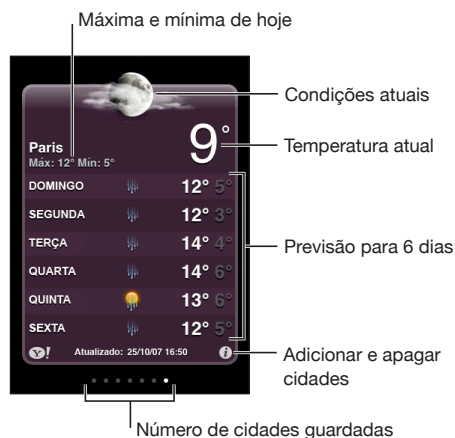 Máxima e mínima de hoje
Condições atuais
9°
Temperatura atual
Paris
Máx: 12° Mín: 5°
DOMINGO 12° 5°
SEGUNDA 12° 3°
TERÇA 14° 4°
Previsão para 6 dias
QUARTA 14° 6°
QUINTA 13° 6°
SEXTA 12° 5°
Y! Atualizado: 25/10/07 16:50 i
Adicionar e apagar
cidades
Número de cidades guardadas